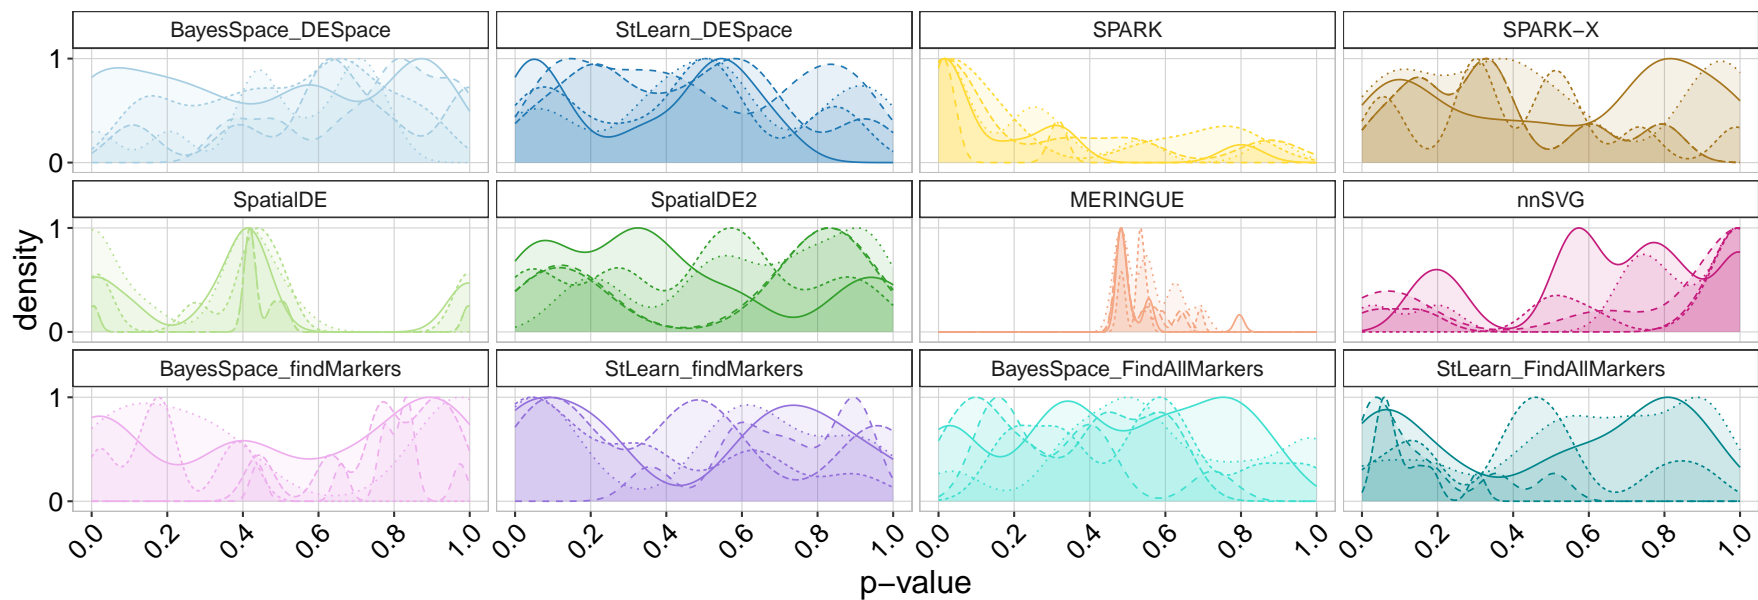 BayesSpace_DESpace StLearn_DESpace SPARK SPARK−X
1
0
SpatialDE SpatialDE2 MERINGUE nnSVG
1
0
density
BayesSpace_findMarkers StLearn_findMarkers BayesSpace_FindAllMarkers StLearn_FindAllMarkers
1
0
0.0 0.2 0.4 0.6 0.8 1.0 0.0 0.2 0.4 0.6 0.8 1.0 0.0 0.2 0.4 0.6 0.8 1.0 0.0 0.2 0.4 0.6 0.8 1.0
p−value